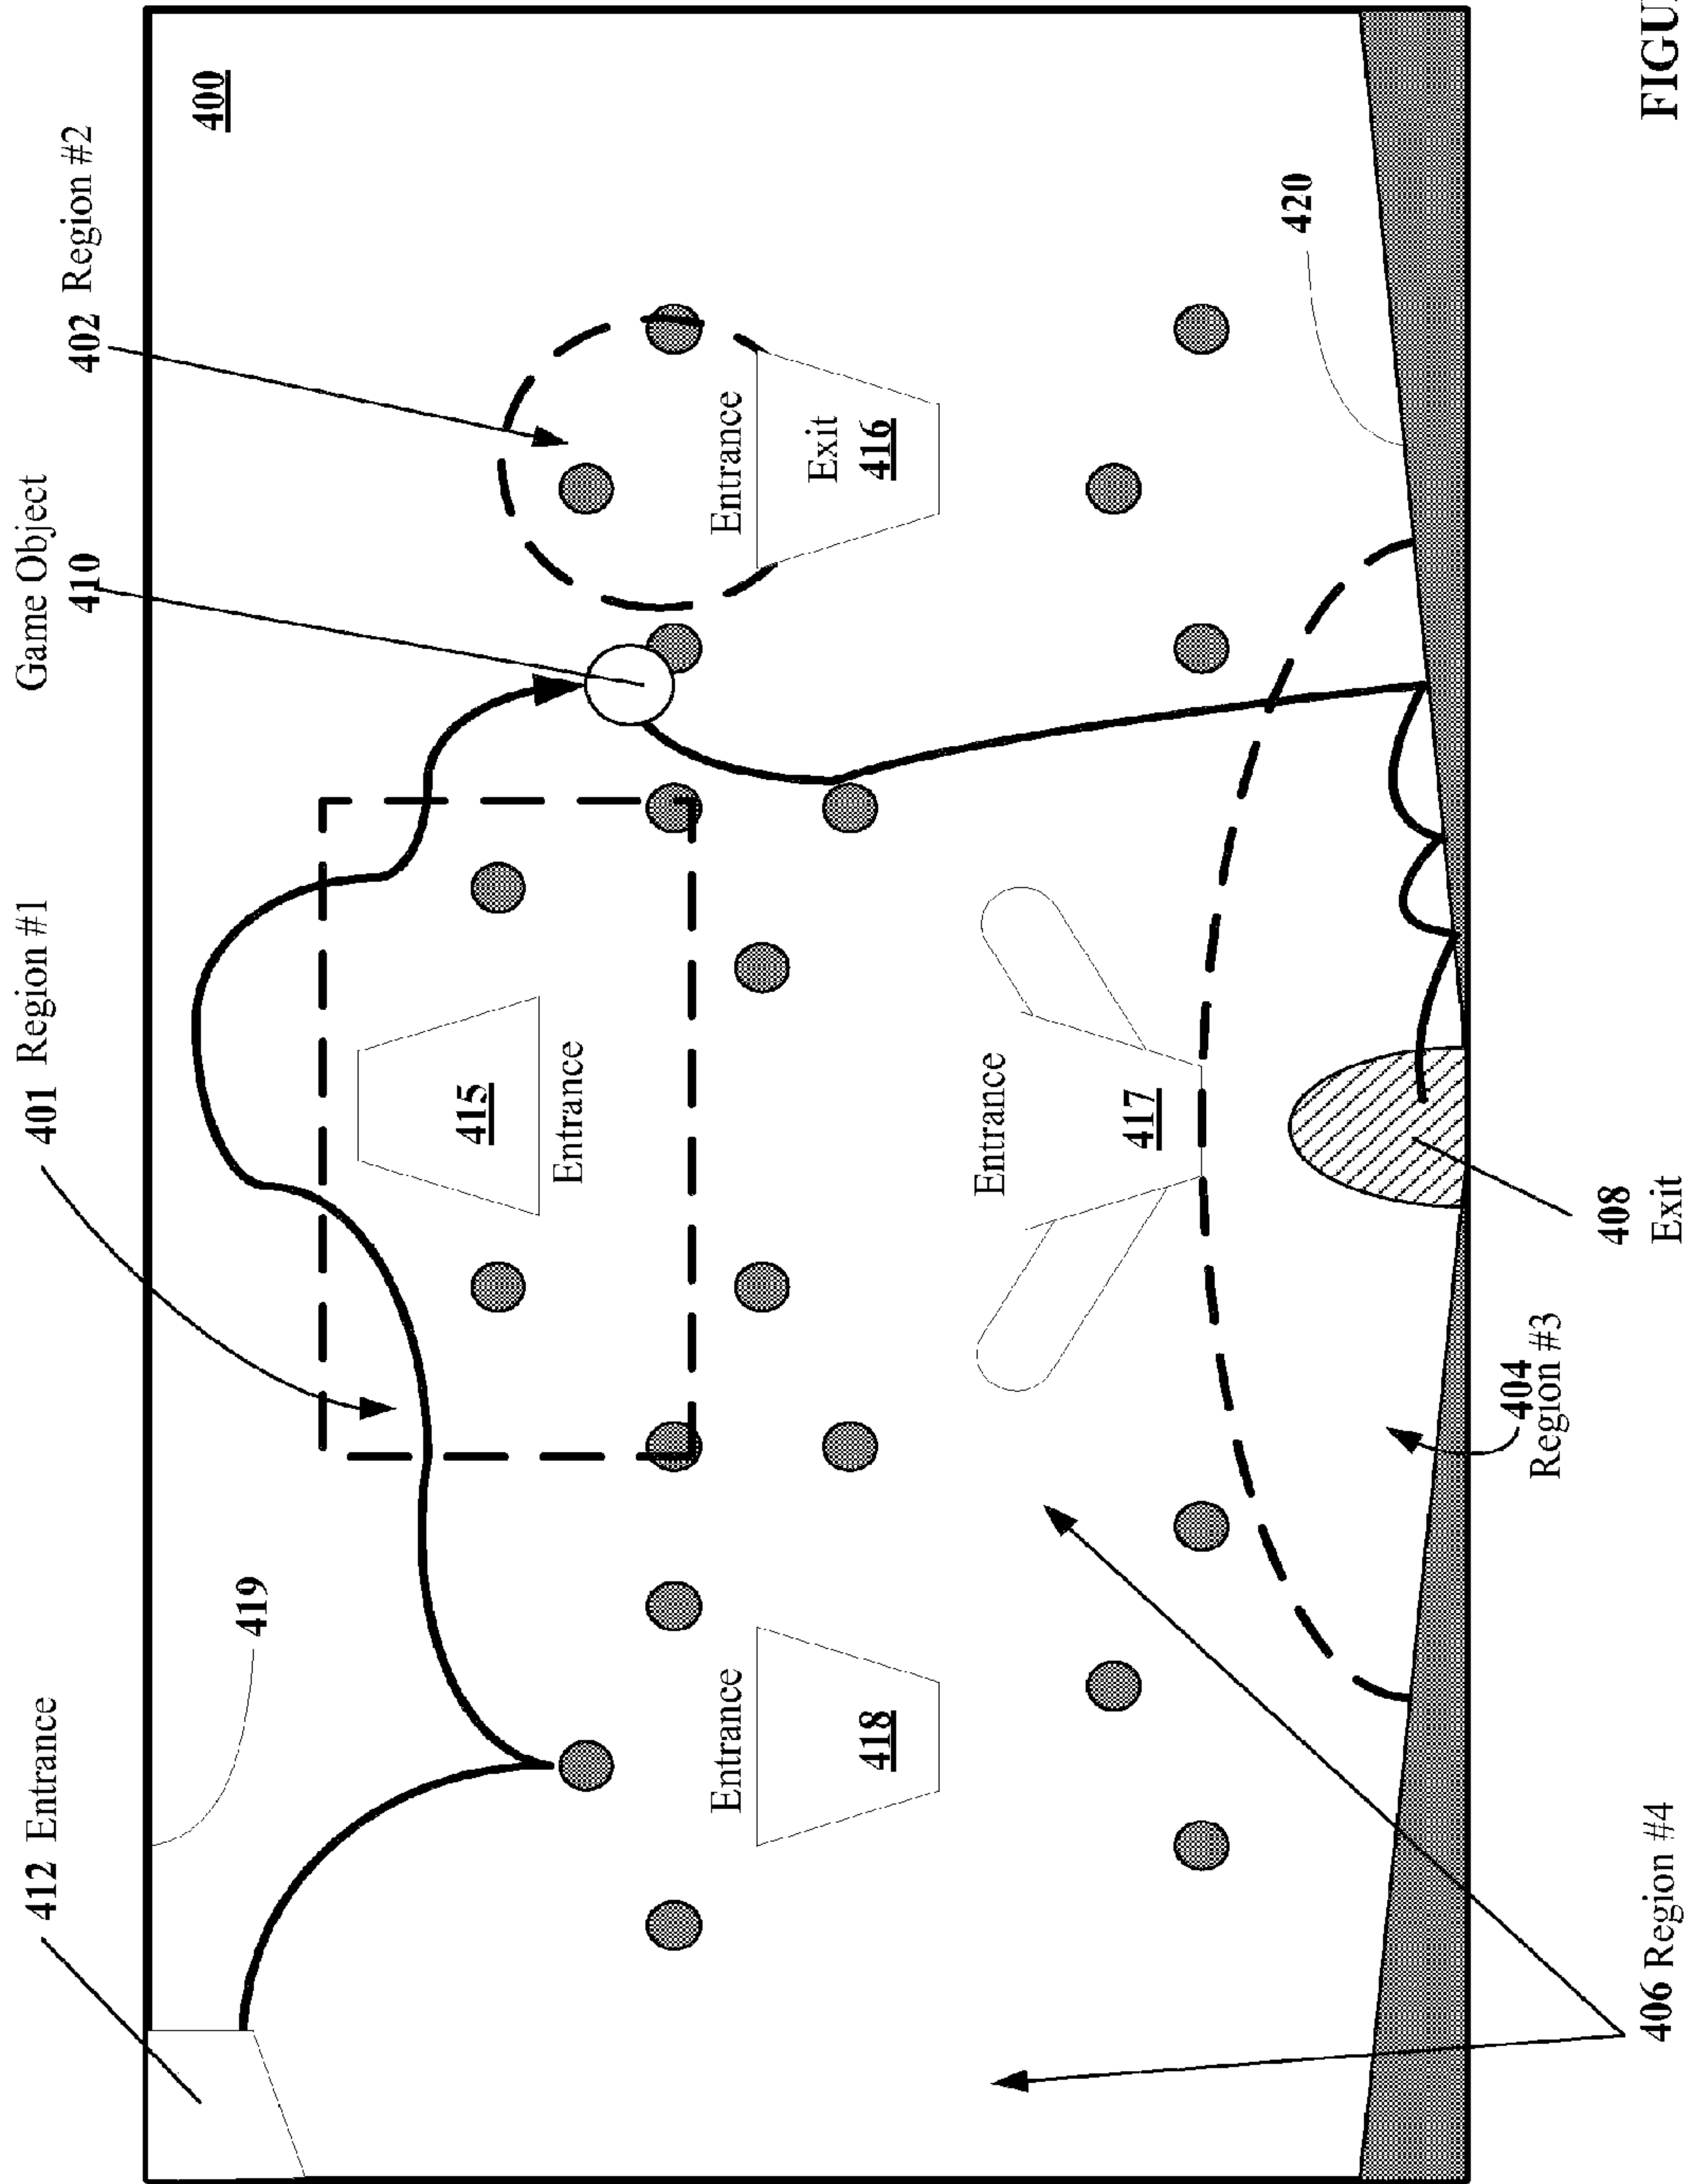 412 Entrance
401 Region #1
Game Object
410
402 Region #2
400
419
415
Entrance
Entrance
418
Entrance
Exit
416
Entrance
417
420
404
Region #3
408
Exit
406 Region #4